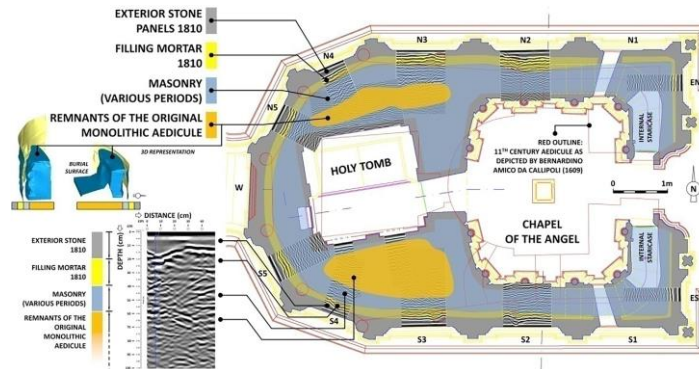 EXTERIOR STONE
PANELS 1810
FILLING MORTAR
1810
MASONRY
(VARIOUS PERIODS)
REMNANTS OF THE ORIGINAL
MONOLITHIC AEDICULE
3D REPRESENTATION
BURIAL
SURFACE
N5
N4
N3
N2
N1
EN
W
HOLY TOMB
RED OUTLINE:
11TH CENTURY AEDICULE AS
DEPICTED BY BERNARDINO
AMICO DA CALLIPOLI (1609)
CHAPEL
OF THE ANGEL
INTERNAL
STAIRCASE
INTERNAL
STAIRCASE
0 1m
N
S5
S4
S3
S2
S1
ES
DISTANCE (cm)
DEPTH (cm)
EXTERIOR STONE
1810
FILLING MORTAR
1810
MASONRY
(VARIOUS PERIODS)
REMNANTS OF THE
ORIGINAL
MONOLITHIC
AEDICULE